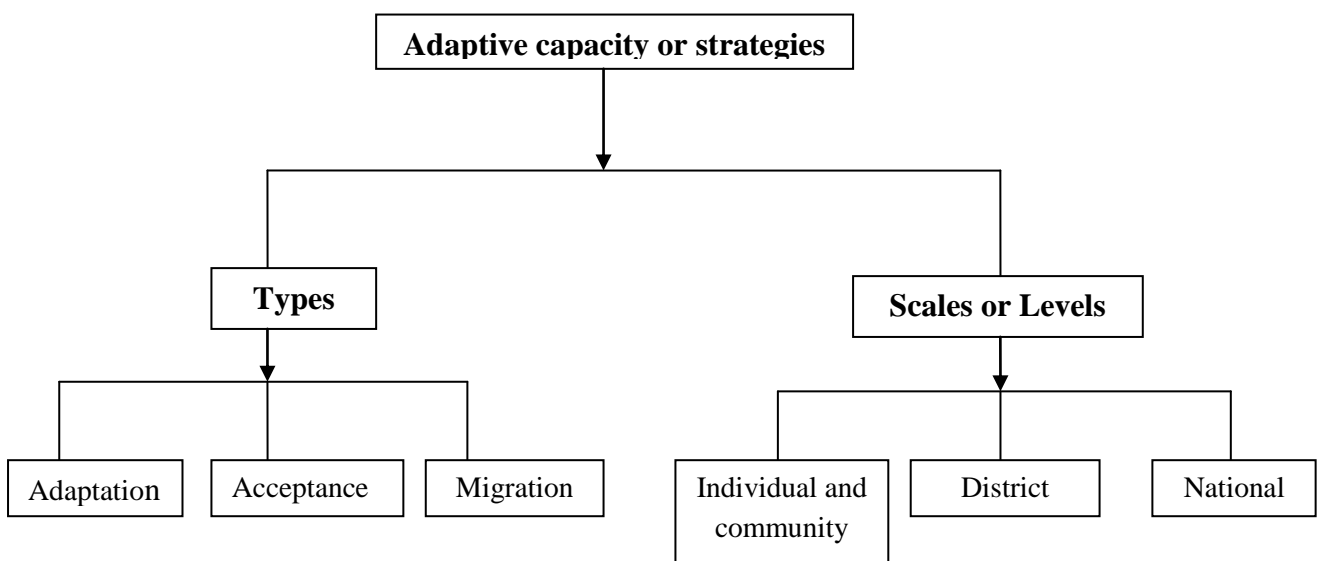 Adaptive capacity or strategies
Types
Scales or Levels
Adaptation
Acceptance
Migration
Individual and
community
District
National